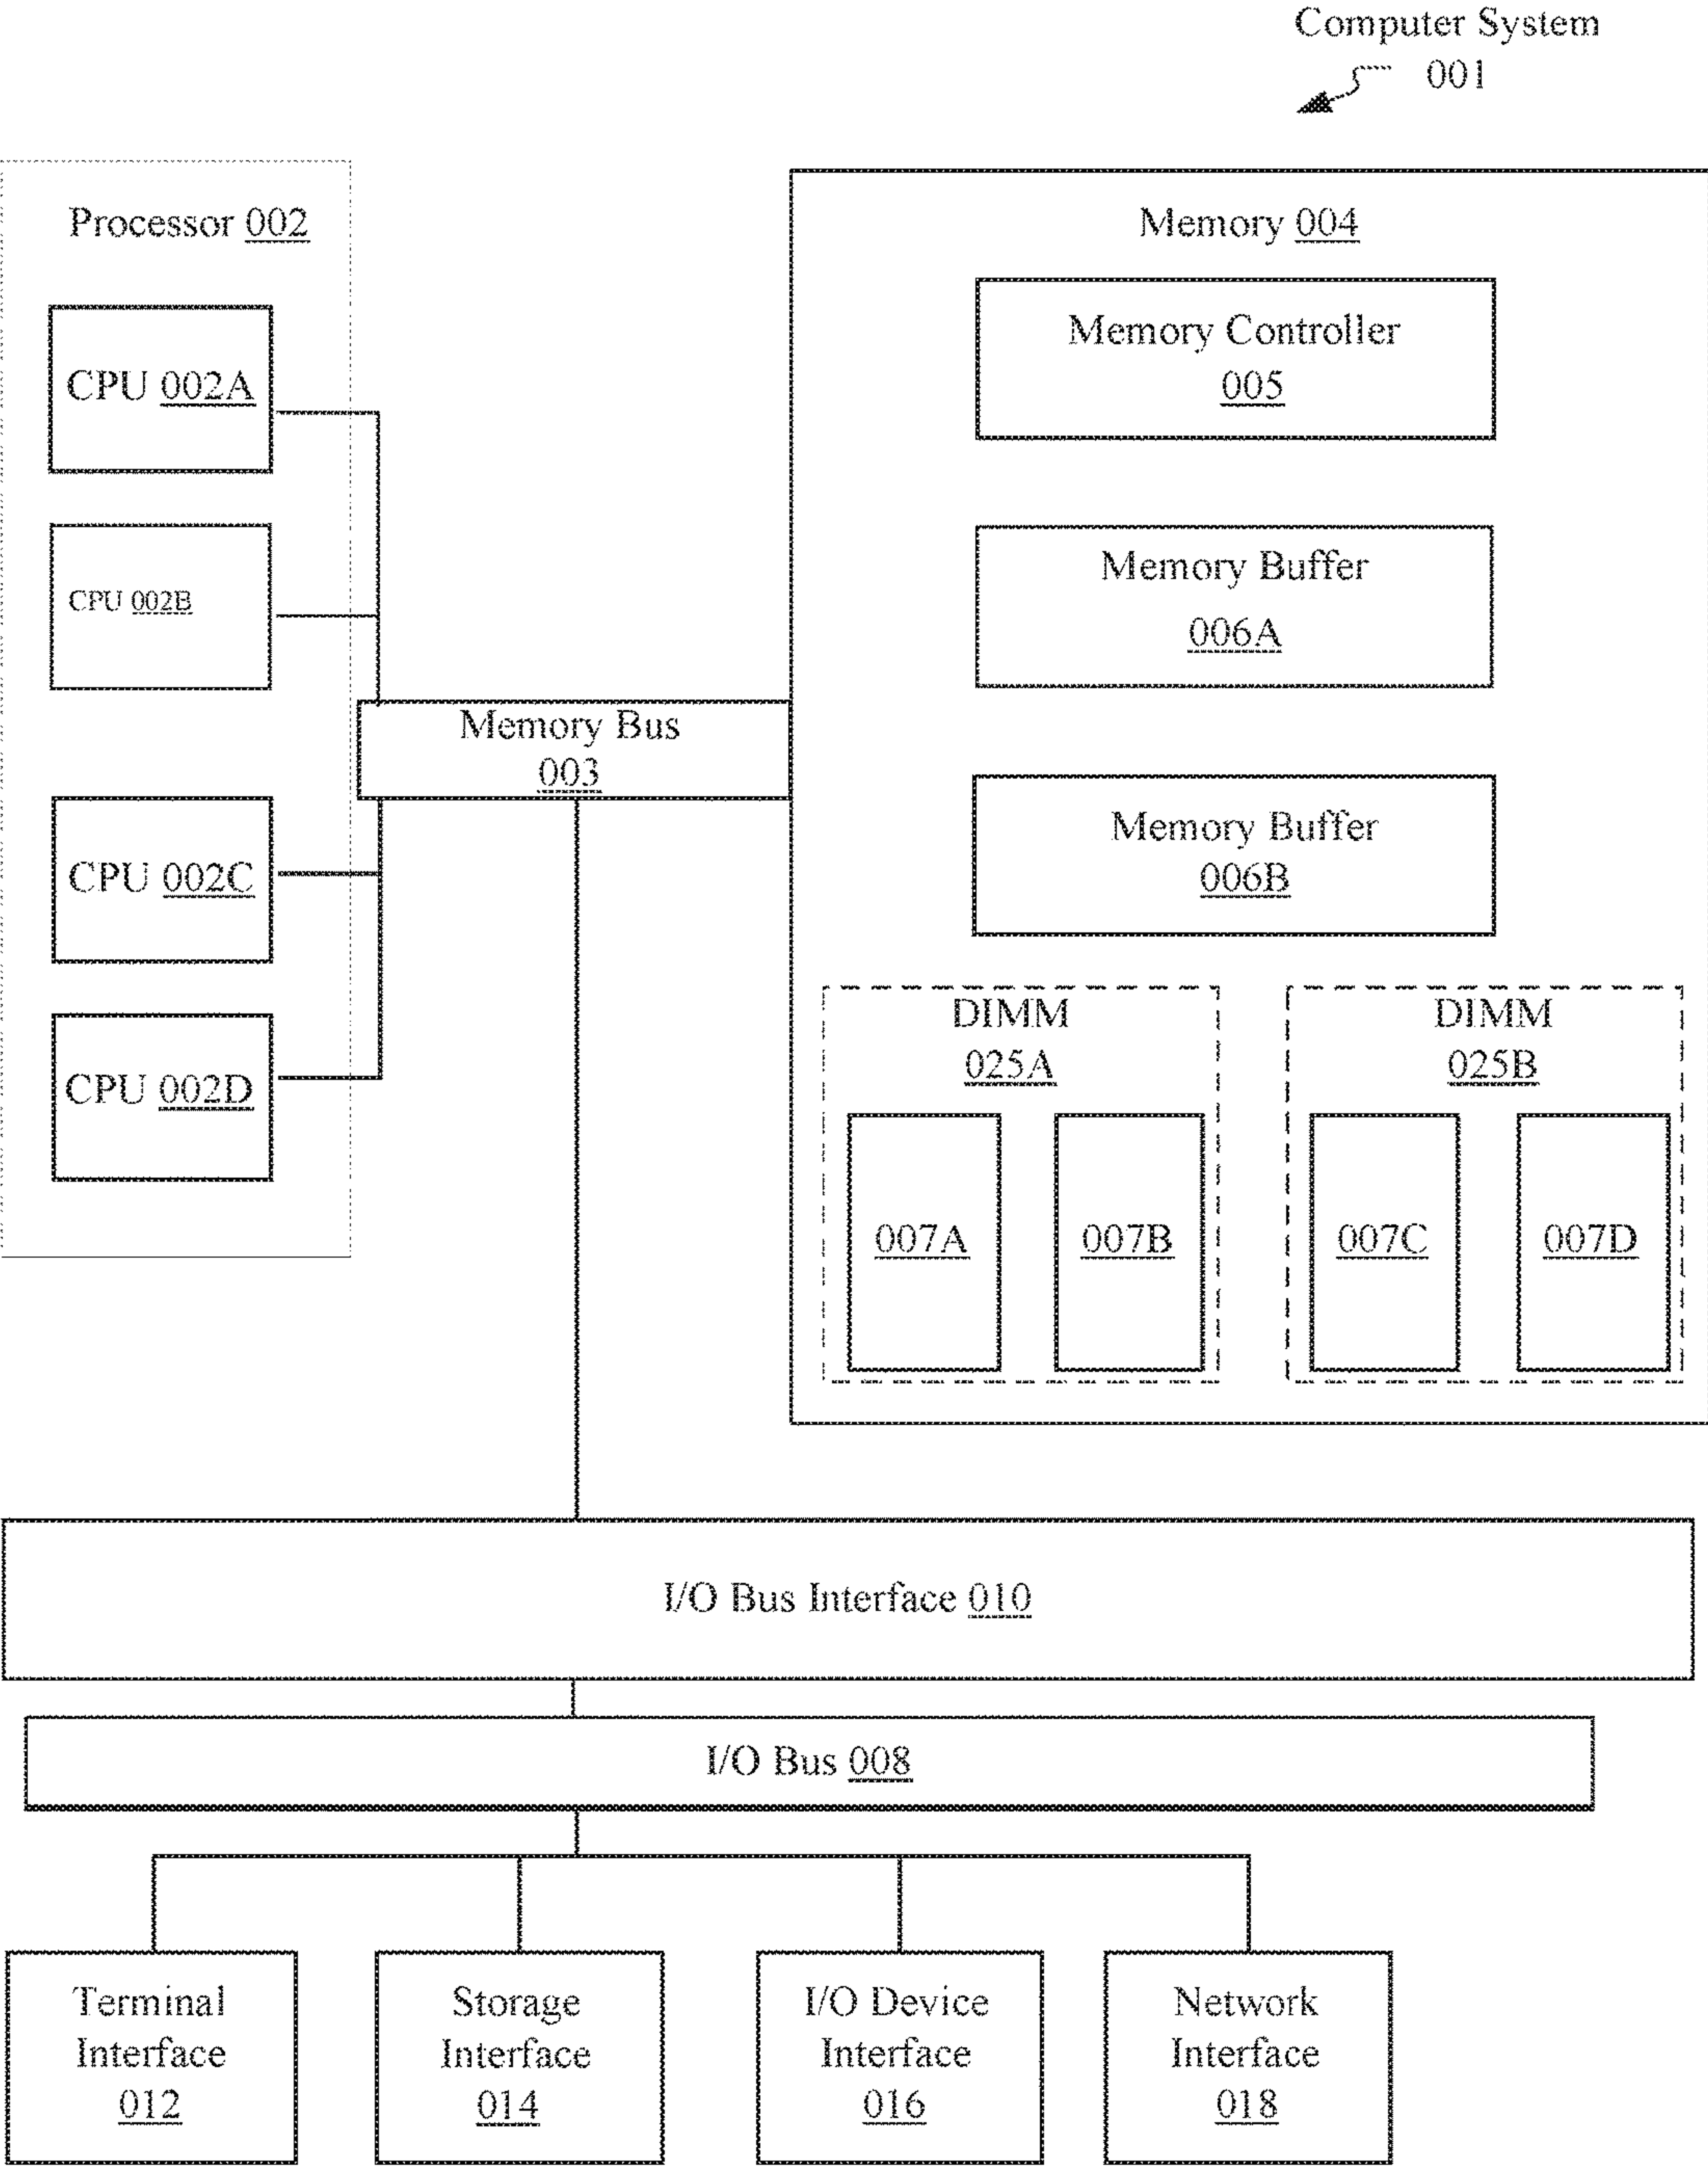 Computer System
001
Processor 002
CPU 002A
CPU 002B
CPU 002C
CPU 002D
Memory Bus
003
Memory 004
Memory Controller
005
Memory Buffer
006A
Memory Buffer
006B
DIMM
025A
007A
007B
DIMM
025B
007C
007D
I/O Bus Interface 010
I/O Bus 008
Terminal
Interface
012
Storage
Interface
014
I/O Device
Interface
016
Network
Interface
018